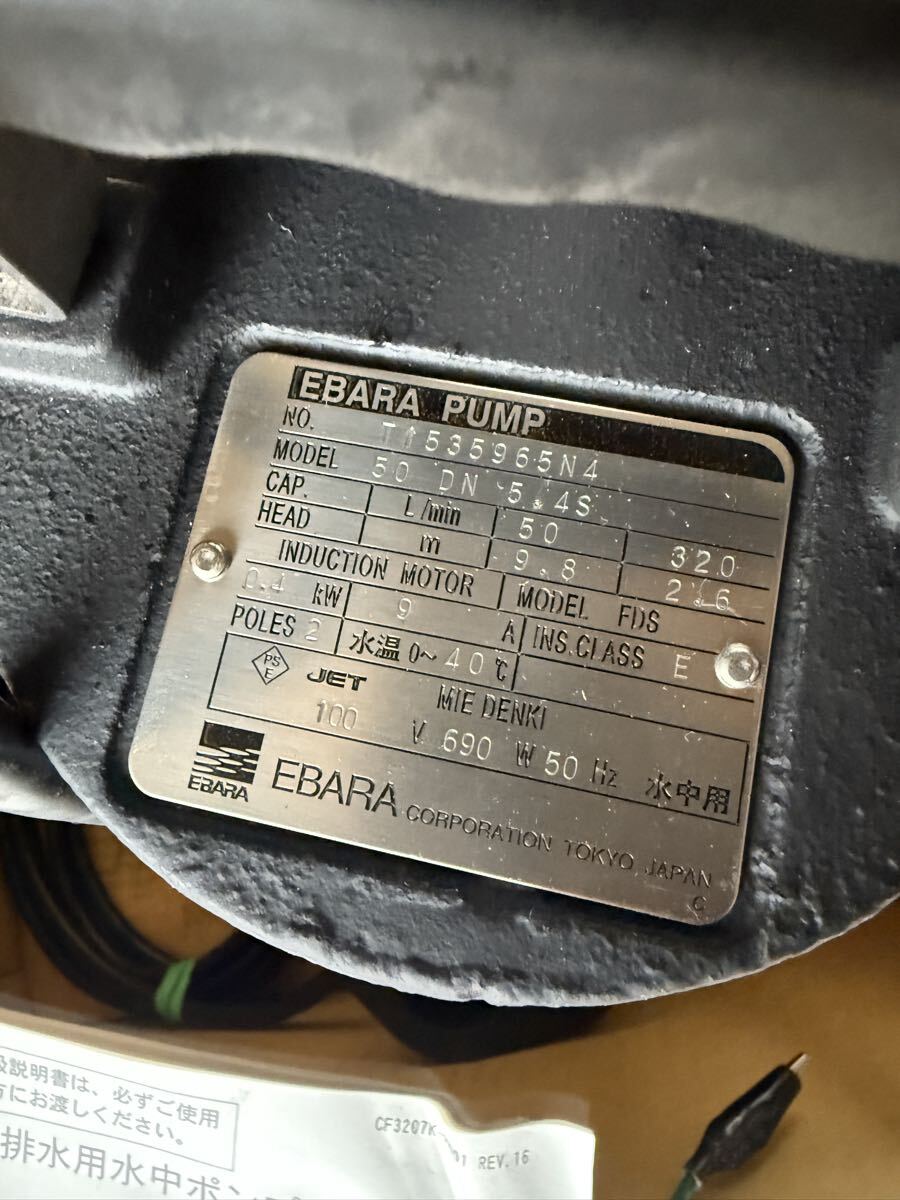 EBARA PUMP
NO. T1535965N4
MODEL 50 DN 5.4S
CAP. L/min 50 320
HEAD m 9.8 2.6
INDUCTION MOTOR MODEL FDS
0.4 kW 9 A INS.CLASS E
POLES 2 水温 0~40℃
PS E JET MIE DENKI
100 V 690 W 50 Hz 水中用
EBARA EBARA CORPORATION TOKYO, JAPAN
C
説明書は、必ずご使用
にお渡しください。
CF3207K 01 REV.16
排水用水中ポン